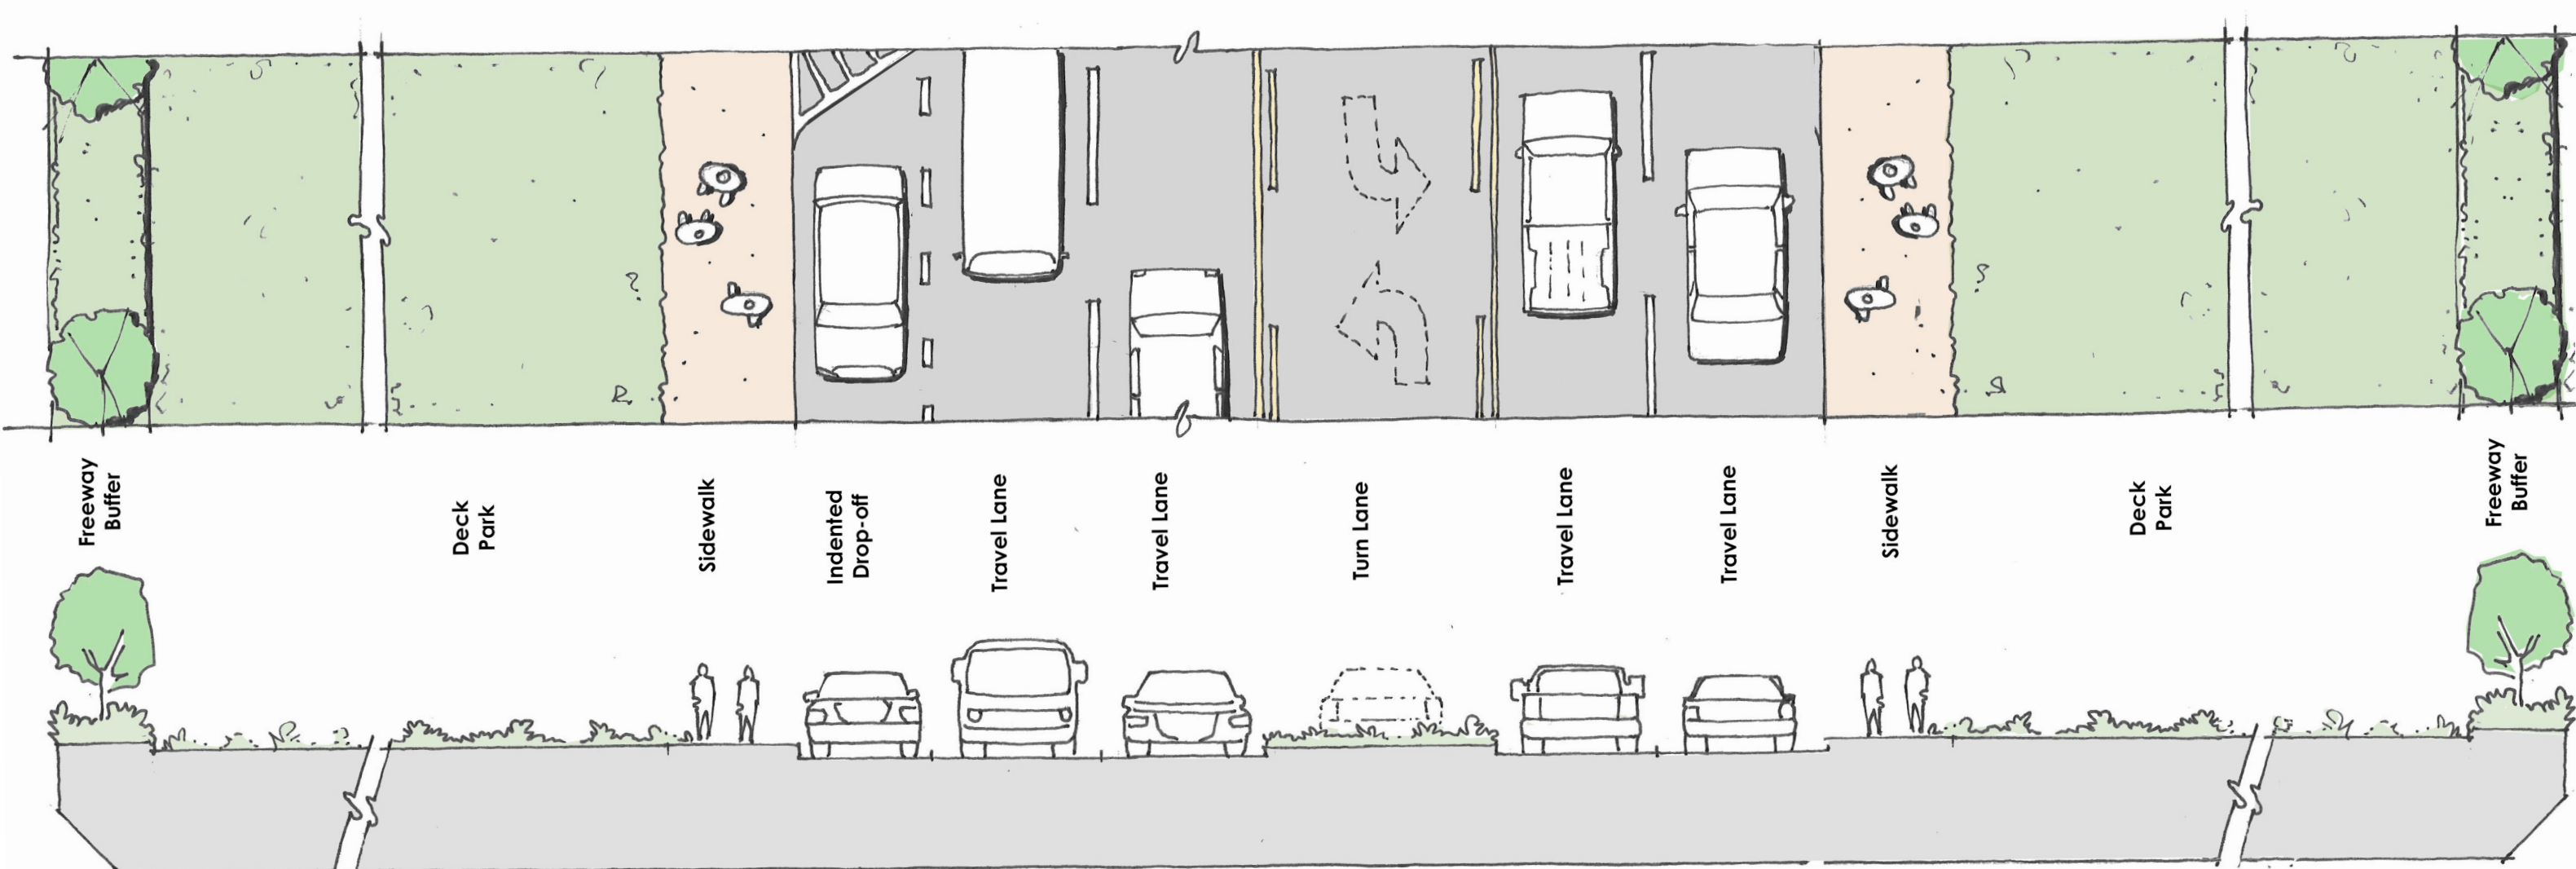 Freeway
Buffer
Deck
Park
Sidewalk
Indented
Drop-off
Travel Lane
Travel Lane
Turn Lane
Travel Lane
Travel Lane
Sidewalk
Deck
Park
Freeway
Buffer